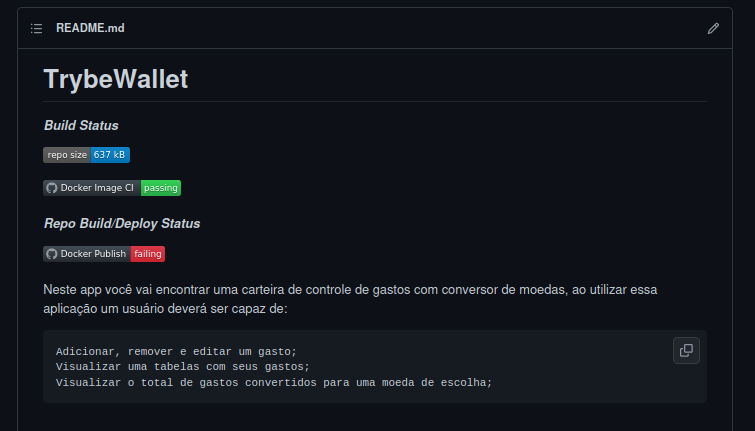 README.md
TrybeWallet
Build Status
repo size 637 kB
Docker Image CI passing
Repo Build/Deploy Status
Docker Publish failing
Neste app você vai encontrar uma carteira de controle de gastos com conversor de moedas, ao utilizar essa
aplicação um usuário deverá ser capaz de:
Adicionar, remover e editar um gasto;
Visualizar uma tabelas com seus gastos;
Visualizar o total de gastos convertidos para uma moeda de escolha;